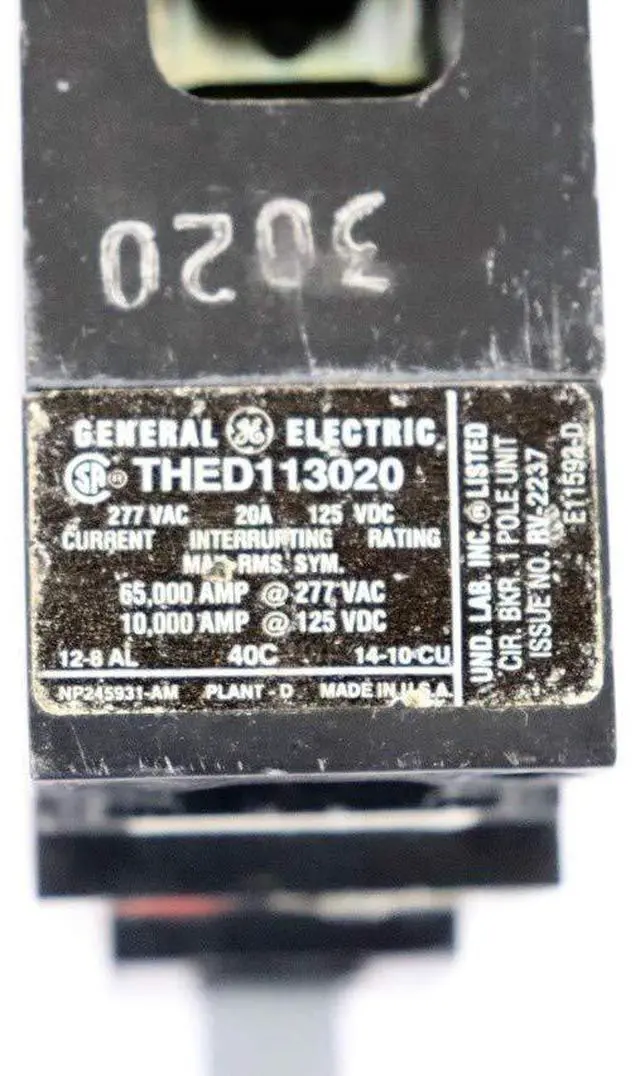 3020
GENERAL GE ELECTRIC
SA ® THED113020
277 VAC 20A 125 VDC
CURRENT INTERRUPTING RATING
MAX. RMS. SYM.
65,000 AMP @ 277 VAC
10,000 AMP @ 125 VDC
12-8 AL 40C 14-10 CU
NP245931-AM PLANT - D MADE IN U.S.A.
UND. LAB. INC.® LISTED
CIR. BKR. 1 POLE UNIT
ISSUE NO. RV-2237
E11592-D